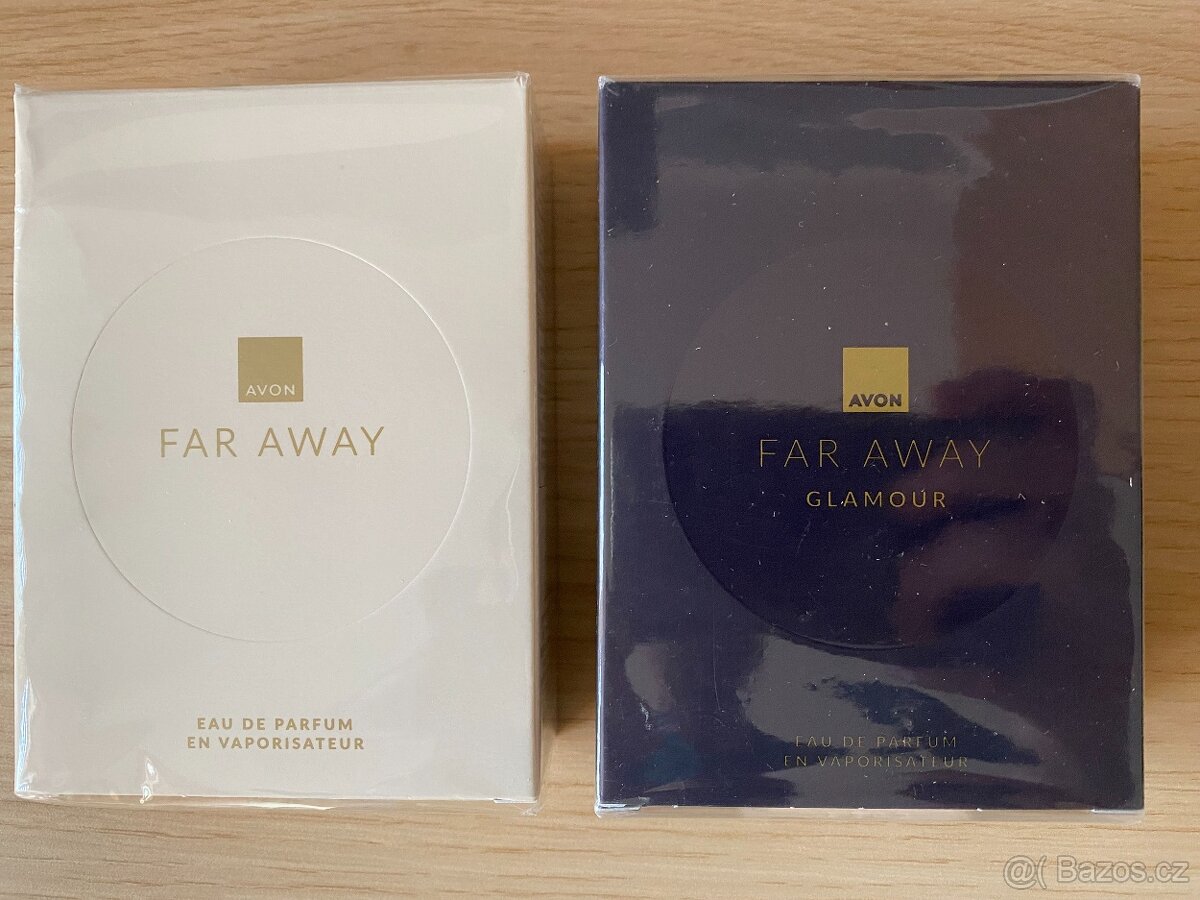 AVON
FAR AWAY
EAU DE PARFUM
EN VAPORISATEUR
AVON
FAR AWAY
GLAMOUR
EAU DE PARFUM
EN VAPORISATEUR
@( Bazos.cz